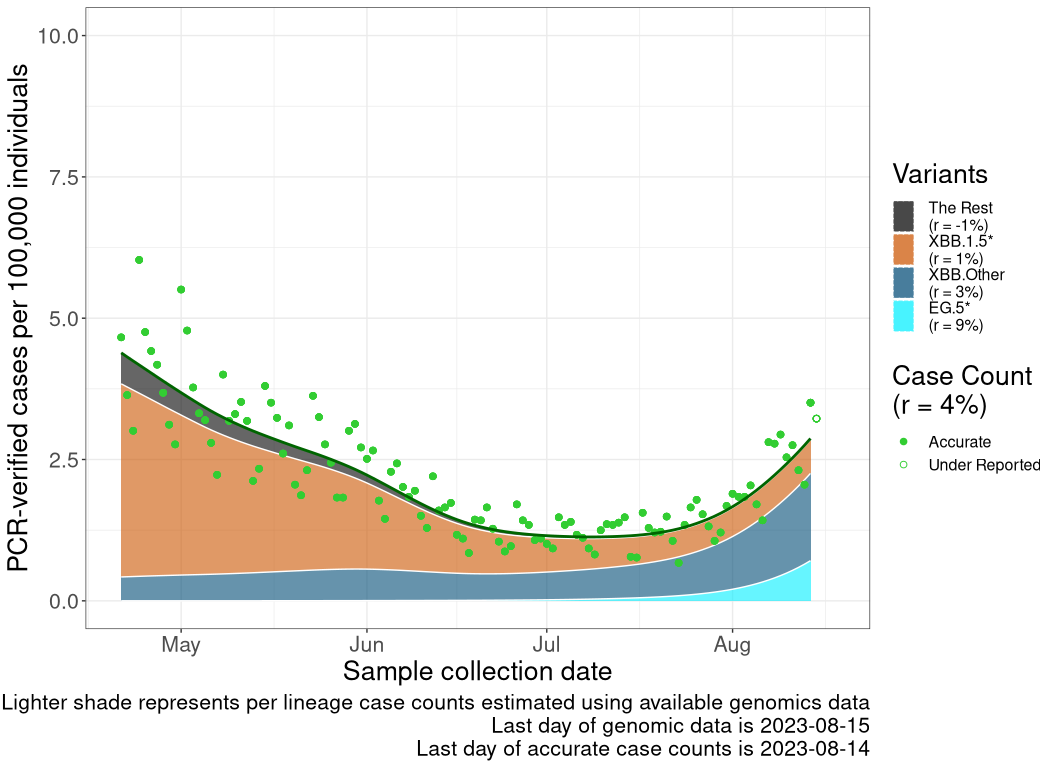 PCR-verified cases per 100,000 individuals
10.0
7.5
5.0
2.5
0.0
May
Jun
Jul
Aug
Sample collection date
Lighter shade represents per lineage case counts estimated using available genomics data
Last day of genomic data is 2023-08-15
Last day of accurate case counts is 2023-08-14
Variants
The Rest
(r = -1%)
XBB.1.5*
(r = 1%)
XBB.Other
(r = 3%)
EG.5*
(r = 9%)
Case Count
(r = 4%)
Accurate
Under Reported